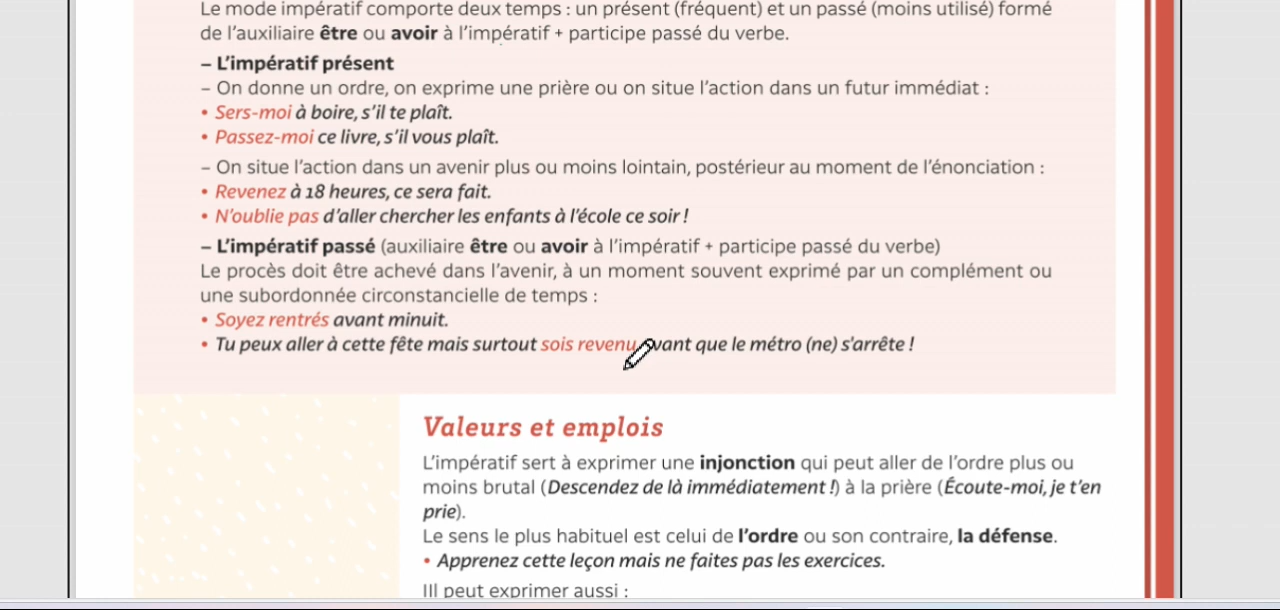 Le mode impératif comporte deux temps : un présent (fréquent) et un passé (moins utilisé) formé
de l'auxiliaire être ou avoir à l'impératif + participe passé du verbe.
– L'impératif présent
– On donne un ordre, on exprime une prière ou on situe l'action dans un futur immédiat :
• Sers-moi à boire, s'il te plaît.
• Passez-moi ce livre, s'il vous plaît.
– On situe l'action dans un avenir plus ou moins lointain, postérieur au moment de l'énonciation :
• Revenez à 18 heures, ce sera fait.
• N'oublie pas d'aller chercher les enfants à l'école ce soir !
– L'impératif passé (auxiliaire être ou avoir à l'impératif + participe passé du verbe)
Le procès doit être achevé dans l'avenir, à un moment souvent exprimé par un complément ou
une subordonnée circonstancielle de temps :
• Soyez rentrés avant minuit.
• Tu peux aller à cette fête mais surtout sois revenu avant que le métro (ne) s'arrête !
Valeurs et emplois
L'impératif sert à exprimer une injonction qui peut aller de l'ordre plus ou
moins brutal (Descendez de là immédiatement !) à la prière (Écoute-moi, je t'en
prie).
Le sens le plus habituel est celui de l'ordre ou son contraire, la défense.
• Apprenez cette leçon mais ne faites pas les exercices.
IIl peut exprimer aussi :